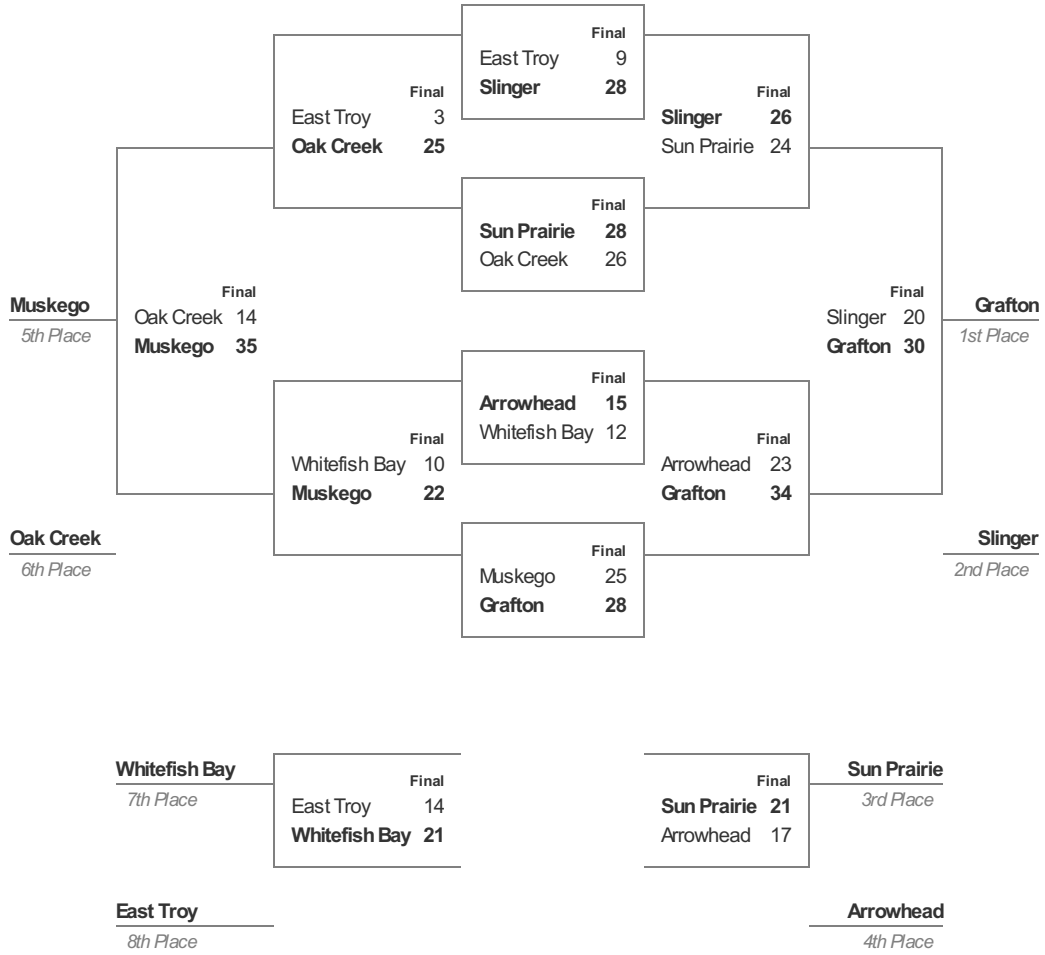 Final
East Troy 9
Slinger 28
Final
East Troy 3
Oak Creek 25
Final
Slinger 26
Sun Prairie 24
Final
Sun Prairie 28
Oak Creek 26
Muskego
5th Place
Final
Oak Creek 14
Muskego 35
Final
Slinger 20
Grafton 30
Grafton
1st Place
Final
Arrowhead 15
Whitefish Bay 12
Final
Whitefish Bay 10
Muskego 22
Final
Arrowhead 23
Grafton 34
Final
Muskego 25
Grafton 28
Oak Creek
6th Place
Slinger
2nd Place
Whitefish Bay
7th Place
Final
East Troy 14
Whitefish Bay 21
Final
Sun Prairie 21
Arrowhead 17
Sun Prairie
3rd Place
East Troy
8th Place
Arrowhead
4th Place